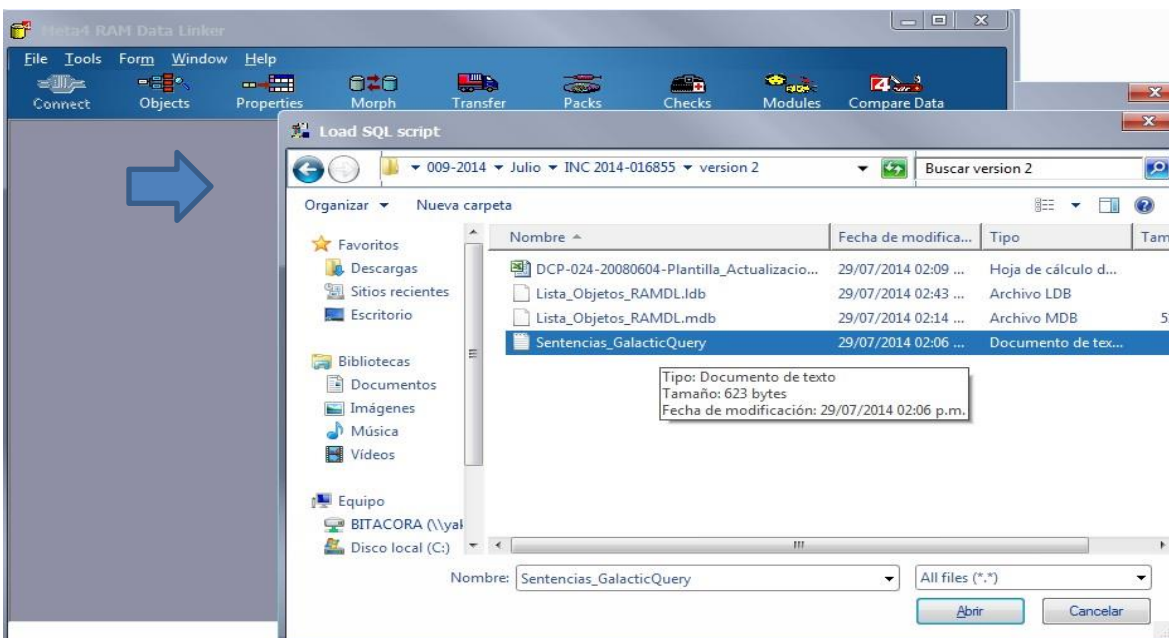 Meta4 RAM Data Linker
File Tools Form Window Help
Connect Objects Properties Morph Transfer Packs Checks Modules Compare Data
Load SQL script
009-2014 Julio INC 2014-016855 version 2 Buscar version 2
Organizar Nueva carpeta
Nombre Fecha de modifica... Tipo Tam
Favoritos
Descargas
Sitios recientes
Escritorio
Bibliotecas
Documentos
Imágenes
Música
Vídeos
Equipo
BITACORA (\\yak
Disco local (C:)
DCP-024-20080604-Plantilla_Actualizacio... 29/07/2014 02:09 ... Hoja de cálculo d...
Lista_Objetos_RAMDL.ldb 29/07/2014 02:43 ... Archivo LDB
Lista_Objetos_RAMDL.mdb 29/07/2014 02:14 ... Archivo MDB
Sentencias_GalacticQuery 29/07/2014 02:06 ... Documento de tex...
Tipo: Documento de texto
Tamaño: 623 bytes
Fecha de modificación: 29/07/2014 02:06 p.m.
Nombre: Sentencias_GalacticQuery All files (*.*)
Abrir Cancelar